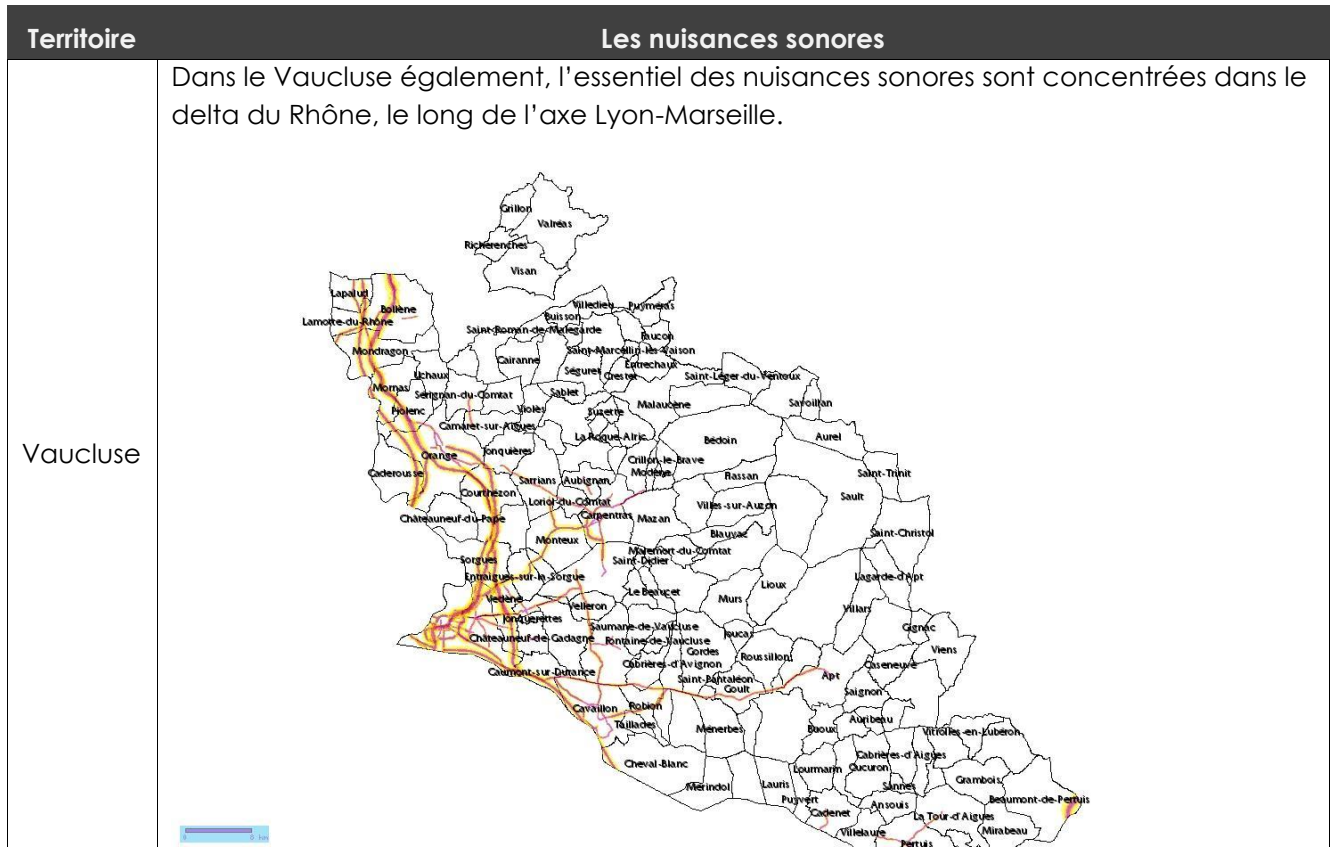 Territoire Les nuisances sonores
Dans le Vaucluse également, l'essentiel des nuisances sonores sont concentrées dans le
delta du Rhône, le long de l'axe Lyon-Marseille.
Vaucluse
Grillon
Valréas
Richerenches
Visan
Lapalud
Bollène
Villedieu Puyméras
Lamotte-du-Rhône
Buisson
Saint-Roman-de-Malegarde
Faucon
Mondragon
Saint-Marcellin-lès-Vaison
Cairanne
Entrechaux
Uchaux
Séguret
Crestet
Saint-Léger-du-Ventoux
Mornas
Sérignan-du-Comtat
Sablet
Malaucène
Savoillan
Piolenc
Violès
Suzette
Camaret-sur-Aigues
La Roque-Alric
Bédoin
Aurel
Orange
Jonquières
Crillon-le-Brave
Caderousse
Modène
Sarrians
Aubignan
Flassan
Saint-Trinit
Courthézon
Loriol-du-Comtat
Sault
Villes-sur-Auzon
Châteauneuf-du-Pape
Carpentras
Mazan
Blauvac
Saint-Christol
Monteux
Malemort-du-Comtat
Sorgues
Saint-Didier
Entraigues-sur-la-Sorgue
Lagarde-d'Apt
Le Beaucet
Lioux
Vedène
Velleron
Murs
Villars
Jonquerettes
Saumane-de-Vaucluse
Joucas
Gignac
Châteauneuf-de-Gadagne
Fontaine-de-Vaucluse
Gordes
Roussillon
Viens
Cabrières-d'Avignon
Caseneuve
Caumont-sur-Durance
Saint-Pantaléon
Apt
Goult
Saignon
Cavaillon
Robion
Taillades
Ménerbes
Buoux
Auribeau
Vitrolles-en-Lubéron
Cheval-Blanc
Cabrières-d'Aigues
Lourmarin
Cucuron
Grambois
Mérindol
Lauris
Sannes
Puyvert
Ansouis
Beaumont-de-Pertuis
Cadenet
La Tour-d'Aigues
Villelaure
Mirabeau
Pertuis